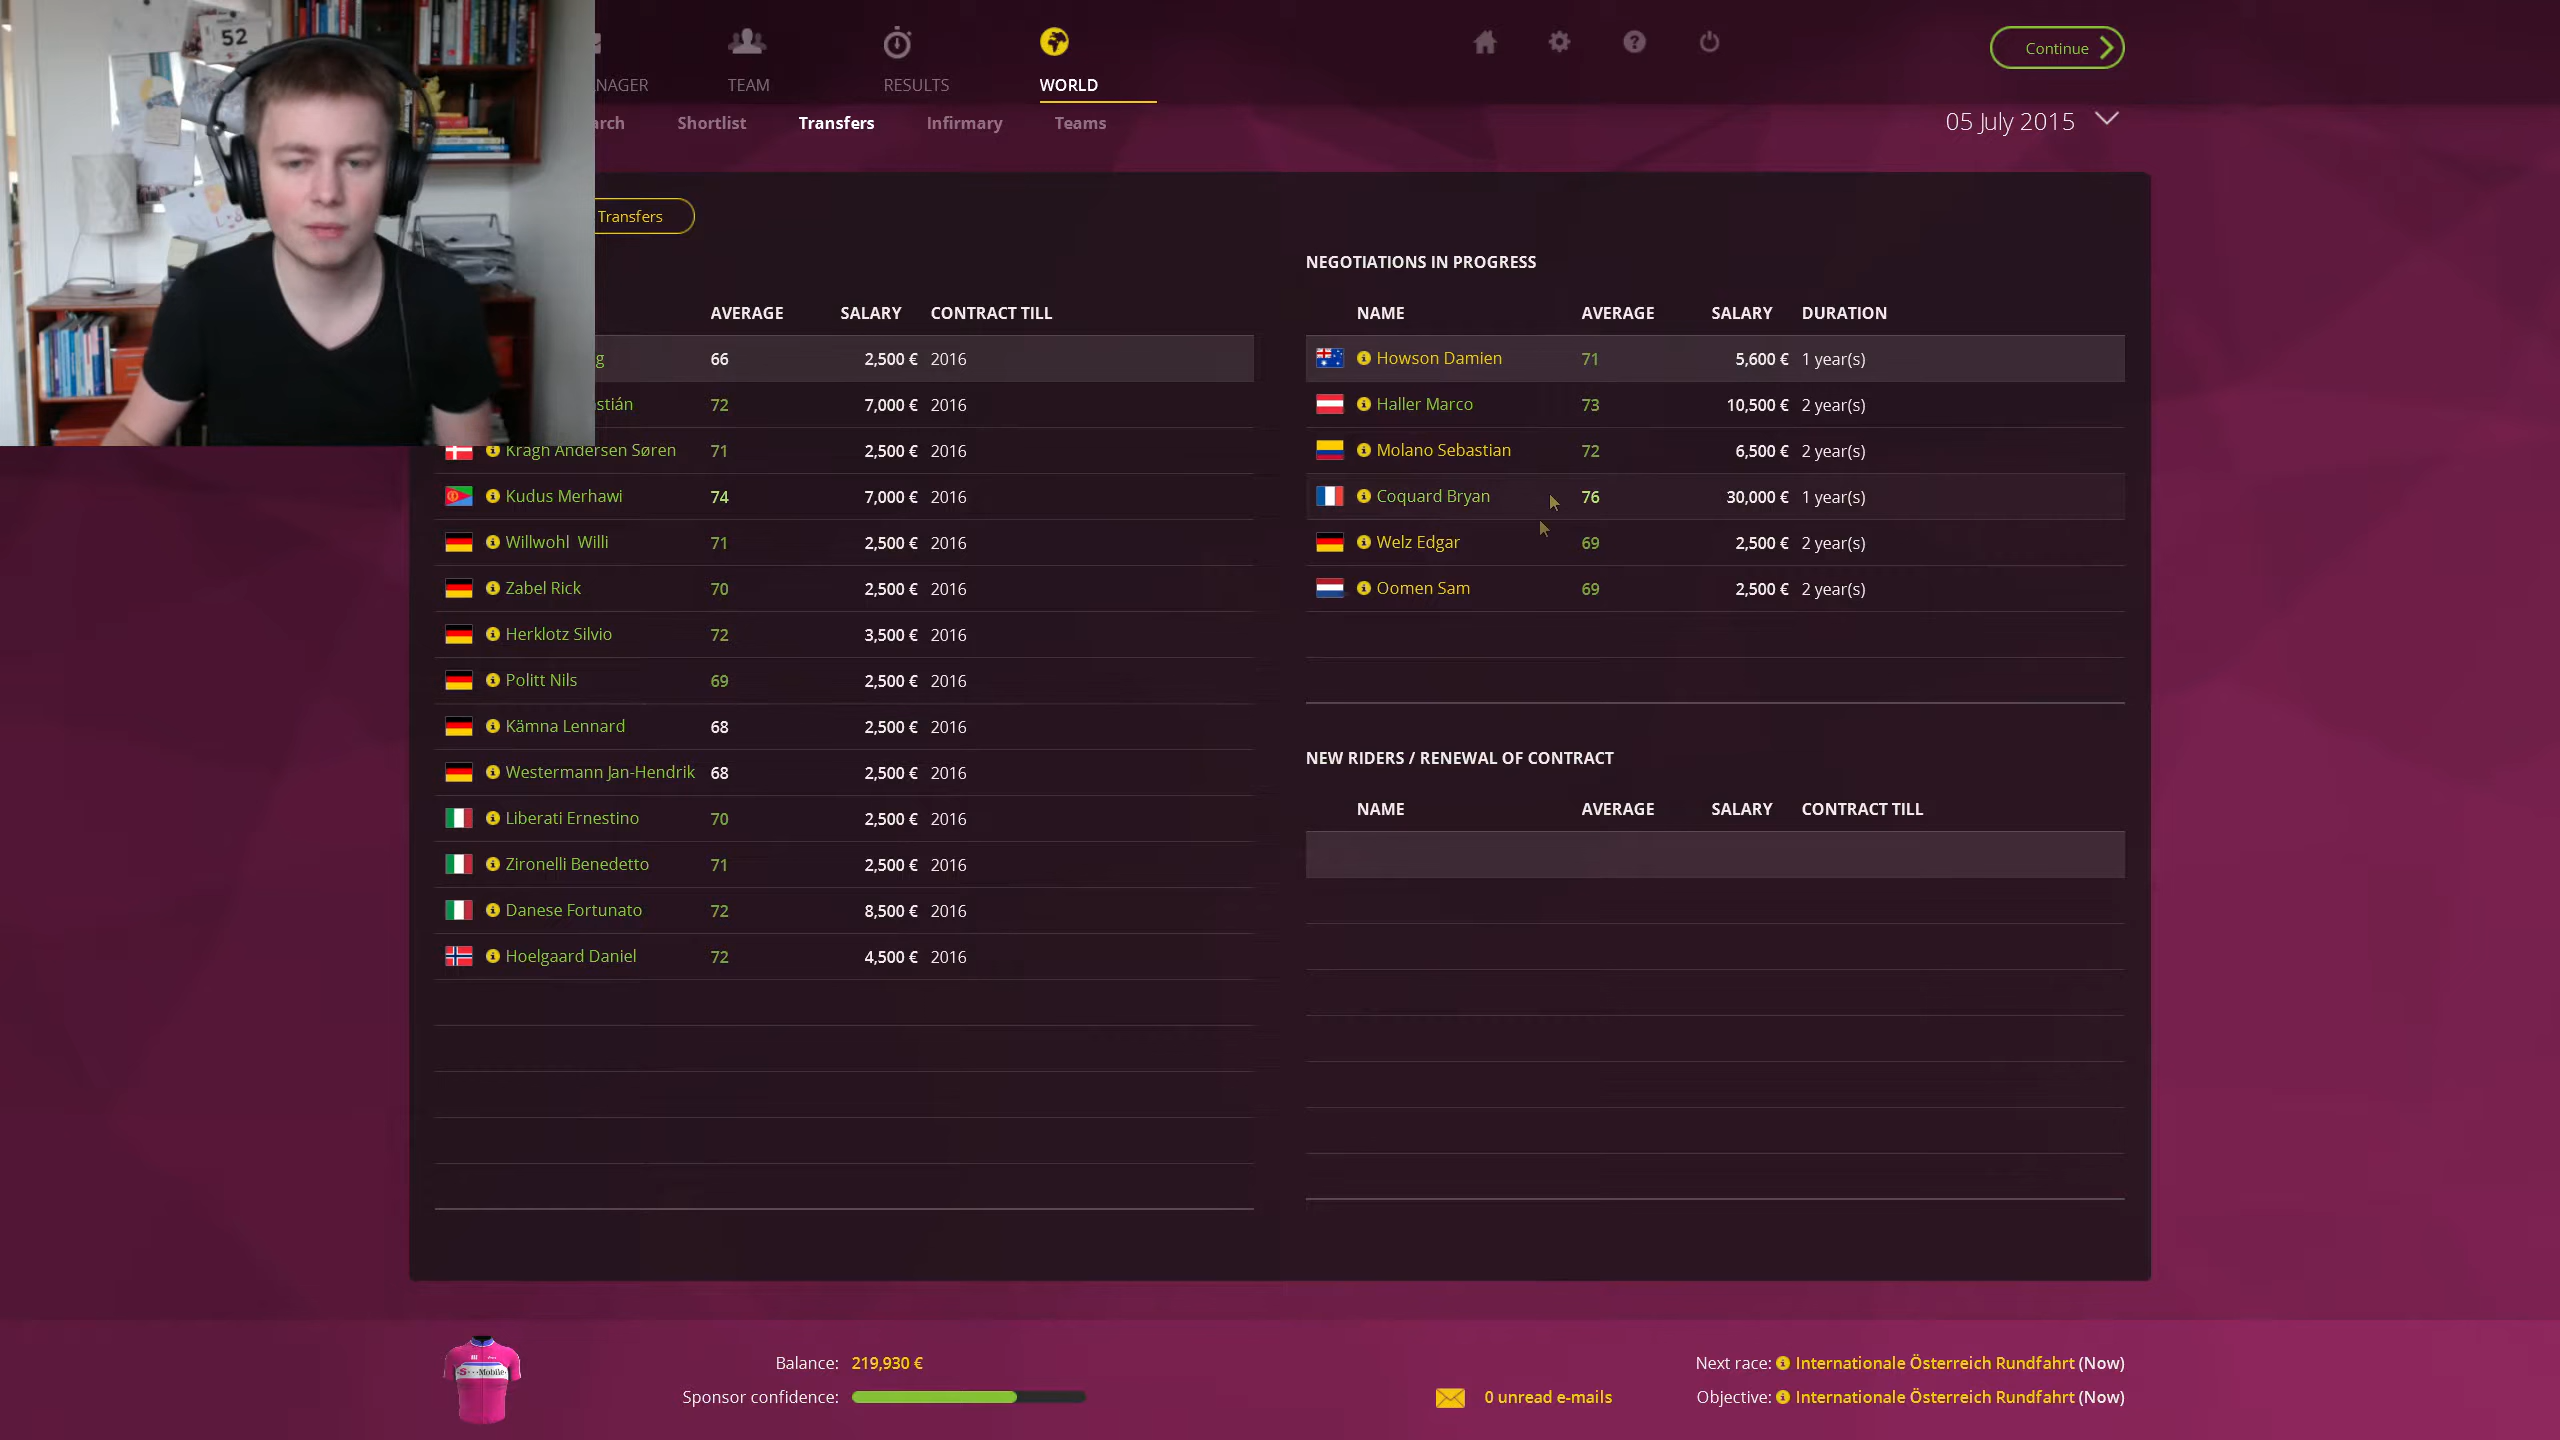 52
NAGER
TEAM
RESULTS
WORLD
Continue
arch
Shortlist
Transfers
Infirmary
Teams
05 July 2015
Transfers
AVERAGE SALARY CONTRACT TILL
g 66 2,500 € 2016
stián 72 7,000 € 2016
Kragh Andersen Søren 71 2,500 € 2016
Kudus Merhawi 74 7,000 € 2016
Willwohl Willi 71 2,500 € 2016
Zabel Rick 70 2,500 € 2016
Herklotz Silvio 72 3,500 € 2016
Politt Nils 69 2,500 € 2016
Kämna Lennard 68 2,500 € 2016
Westermann Jan-Hendrik 68 2,500 € 2016
Liberati Ernestino 70 2,500 € 2016
Zironelli Benedetto 71 2,500 € 2016
Danese Fortunato 72 8,500 € 2016
Hoelgaard Daniel 72 4,500 € 2016
NEGOTIATIONS IN PROGRESS
NAME AVERAGE SALARY DURATION
Howson Damien 71 5,600 € 1 year(s)
Haller Marco 73 10,500 € 2 year(s)
Molano Sebastian 72 6,500 € 2 year(s)
Coquard Bryan 76 30,000 € 1 year(s)
Welz Edgar 69 2,500 € 2 year(s)
Oomen Sam 69 2,500 € 2 year(s)
NEW RIDERS / RENEWAL OF CONTRACT
NAME AVERAGE SALARY CONTRACT TILL
Mobile
Balance: 219,930 €
Sponsor confidence:
0 unread e-mails
Next race: Internationale Österreich Rundfahrt (Now)
Objective: Internationale Österreich Rundfahrt (Now)